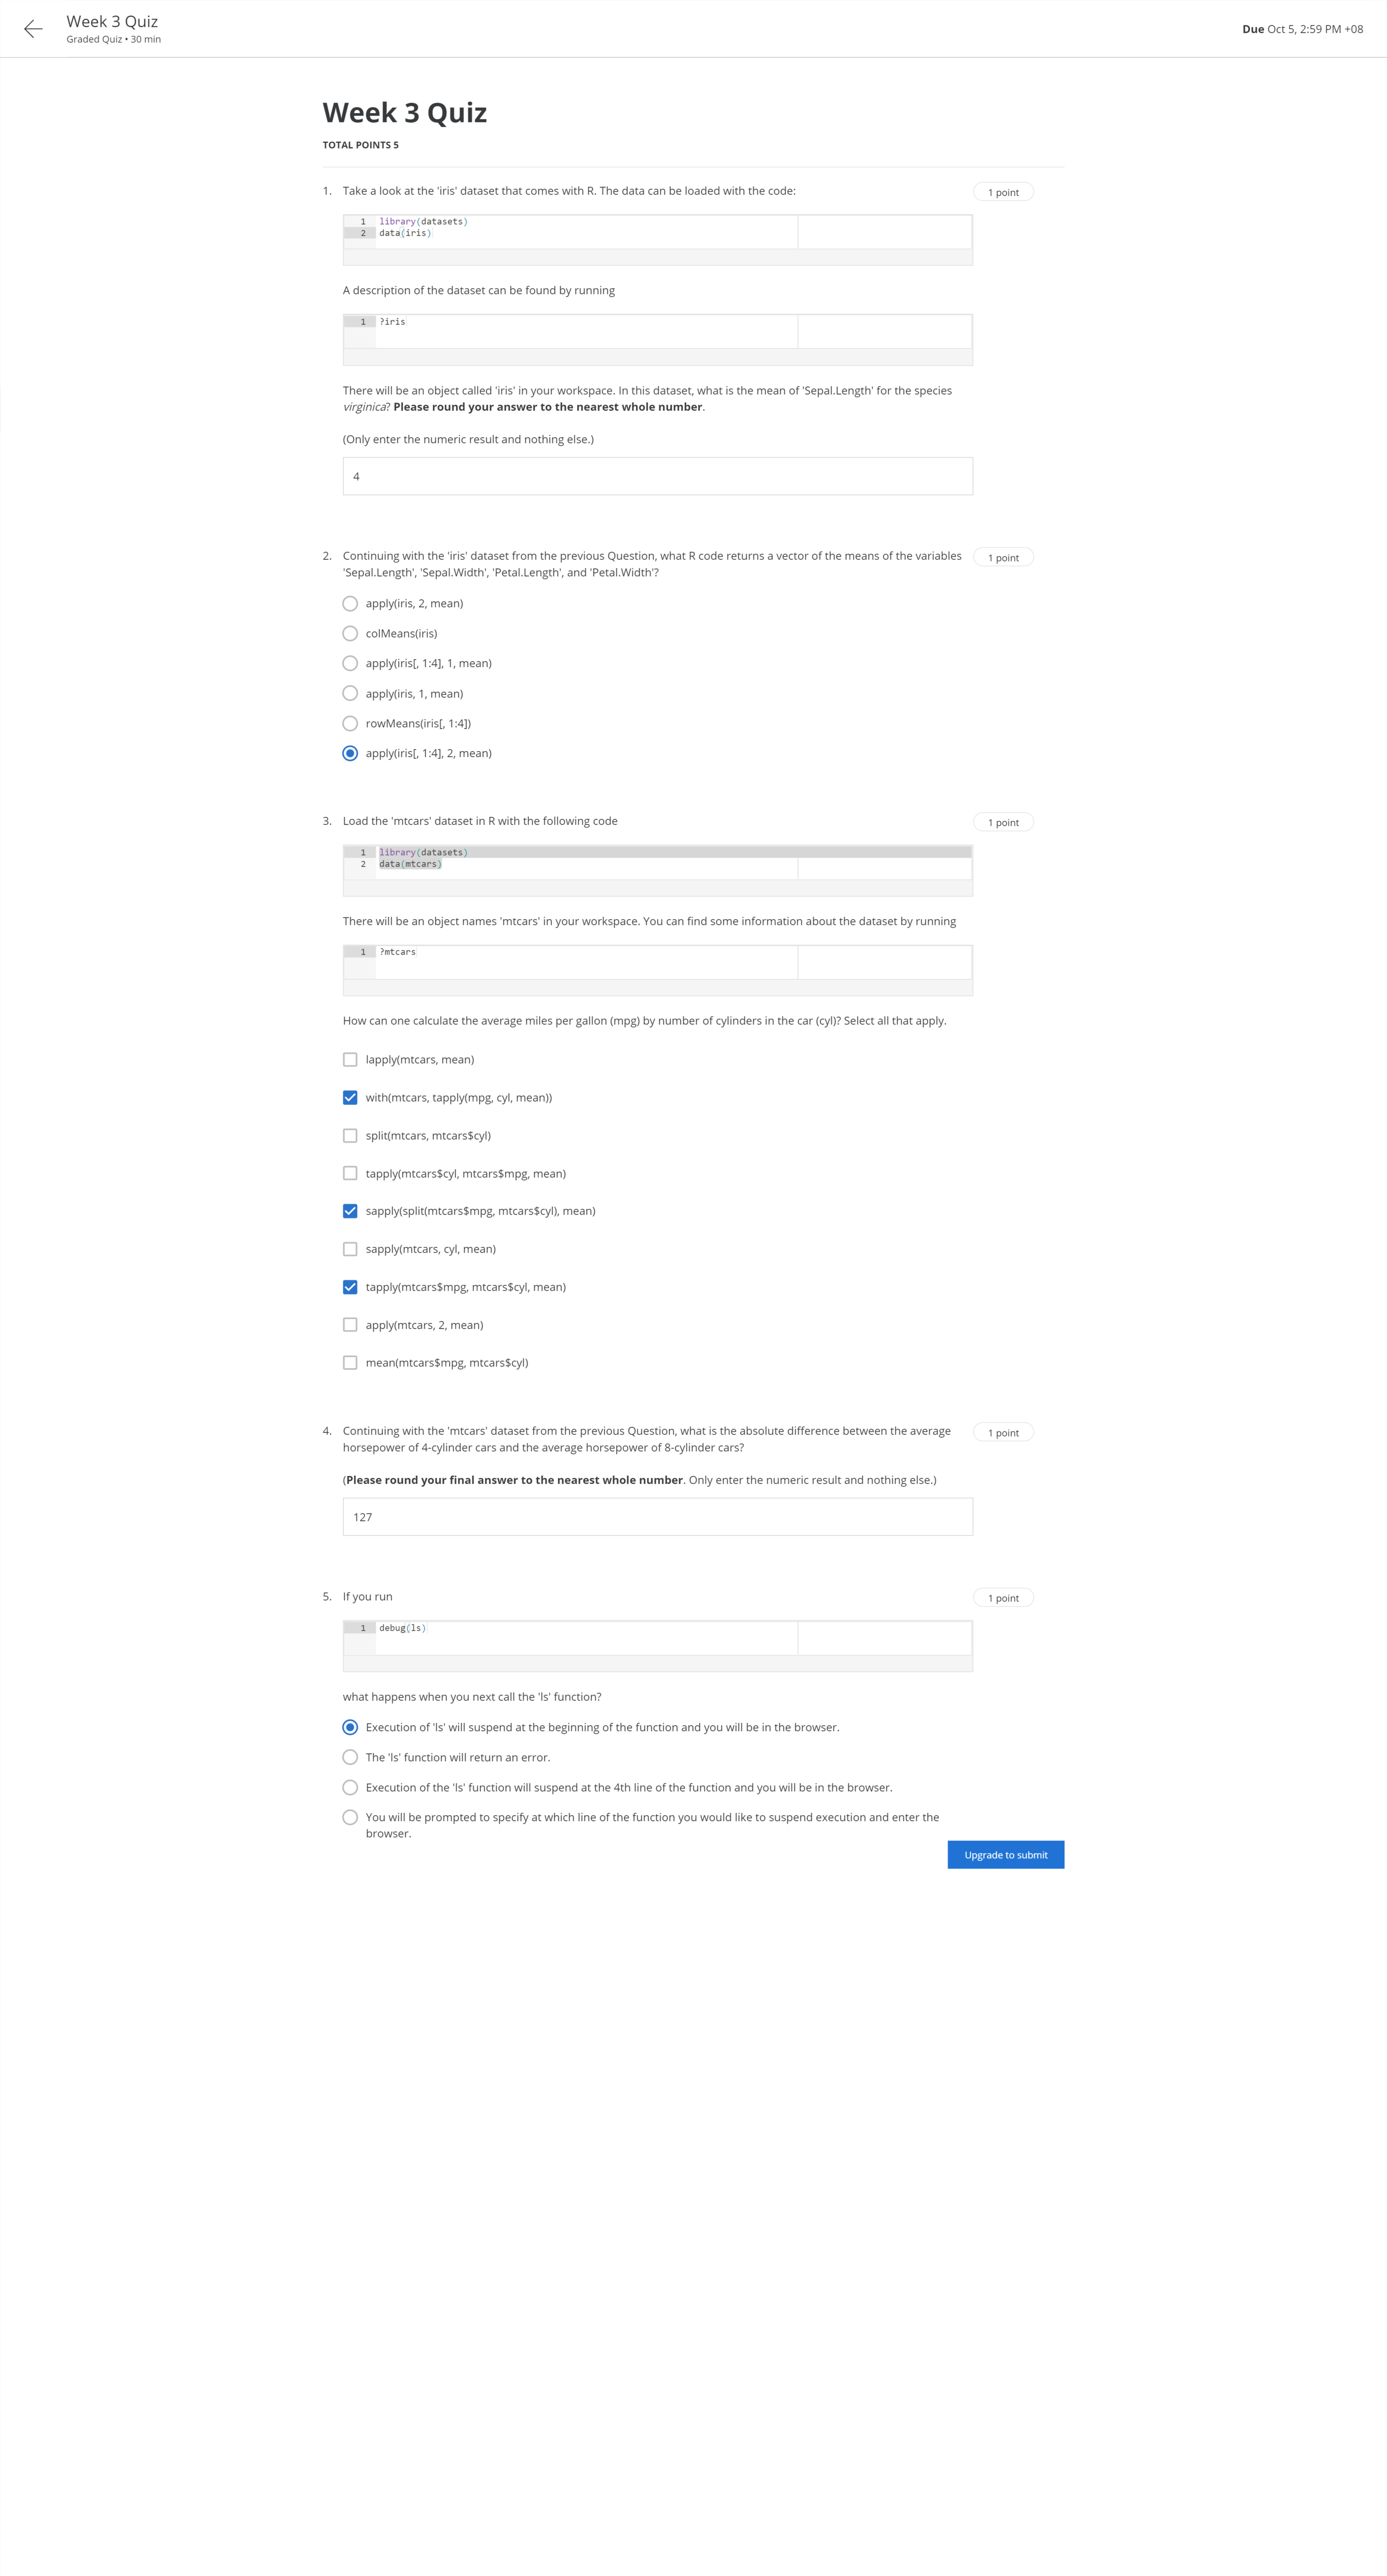 Week 3 Quiz
Graded Quiz • 30 min
Due Oct 5, 2:59 PM +08
Week 3 Quiz
TOTAL POINTS 5
1. Take a look at the 'iris' dataset that comes with R. The data can be loaded with the code:
1 point
1 library(datasets)
2 data(iris)
A description of the dataset can be found by running
1 ?iris
There will be an object called 'iris' in your workspace. In this dataset, what is the mean of 'Sepal.Length' for the species
virginica? Please round your answer to the nearest whole number.
(Only enter the numeric result and nothing else.)
4
2. Continuing with the 'iris' dataset from the previous Question, what R code returns a vector of the means of the variables
'Sepal.Length', 'Sepal.Width', 'Petal.Length', and 'Petal.Width'?
1 point
apply(iris, 2, mean)
colMeans(iris)
apply(iris[, 1:4], 1, mean)
apply(iris, 1, mean)
rowMeans(iris[, 1:4])
apply(iris[, 1:4], 2, mean)
3. Load the 'mtcars' dataset in R with the following code
1 point
1 library(datasets)
2 data(mtcars)
There will be an object names 'mtcars' in your workspace. You can find some information about the dataset by running
1 ?mtcars
How can one calculate the average miles per gallon (mpg) by number of cylinders in the car (cyl)? Select all that apply.
lapply(mtcars, mean)
with(mtcars, tapply(mpg, cyl, mean))
split(mtcars, mtcars$cyl)
tapply(mtcars$cyl, mtcars$mpg, mean)
sapply(split(mtcars$mpg, mtcars$cyl), mean)
sapply(mtcars, cyl, mean)
tapply(mtcars$mpg, mtcars$cyl, mean)
apply(mtcars, 2, mean)
mean(mtcars$mpg, mtcars$cyl)
4. Continuing with the 'mtcars' dataset from the previous Question, what is the absolute difference between the average
horsepower of 4-cylinder cars and the average horsepower of 8-cylinder cars?
1 point
(Please round your final answer to the nearest whole number. Only enter the numeric result and nothing else.)
127
5. If you run
1 point
1 debug(ls)
what happens when you next call the 'ls' function?
Execution of 'ls' will suspend at the beginning of the function and you will be in the browser.
The 'ls' function will return an error.
Execution of the 'ls' function will suspend at the 4th line of the function and you will be in the browser.
You will be prompted to specify at which line of the function you would like to suspend execution and enter the
browser.
Upgrade to submit